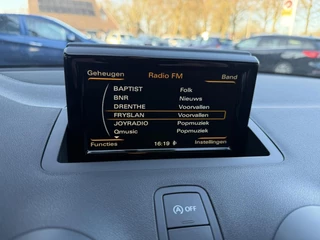 Geheugen Radio FM Band
BAPTIST Folk
BNR Nieuws
DRENTHE Voorvallen
FRYSLAN Voorvallen
JOYRADIO Popmuziek
Qmusic Popmuziek
Functies 16:19 Instellingen
OFF